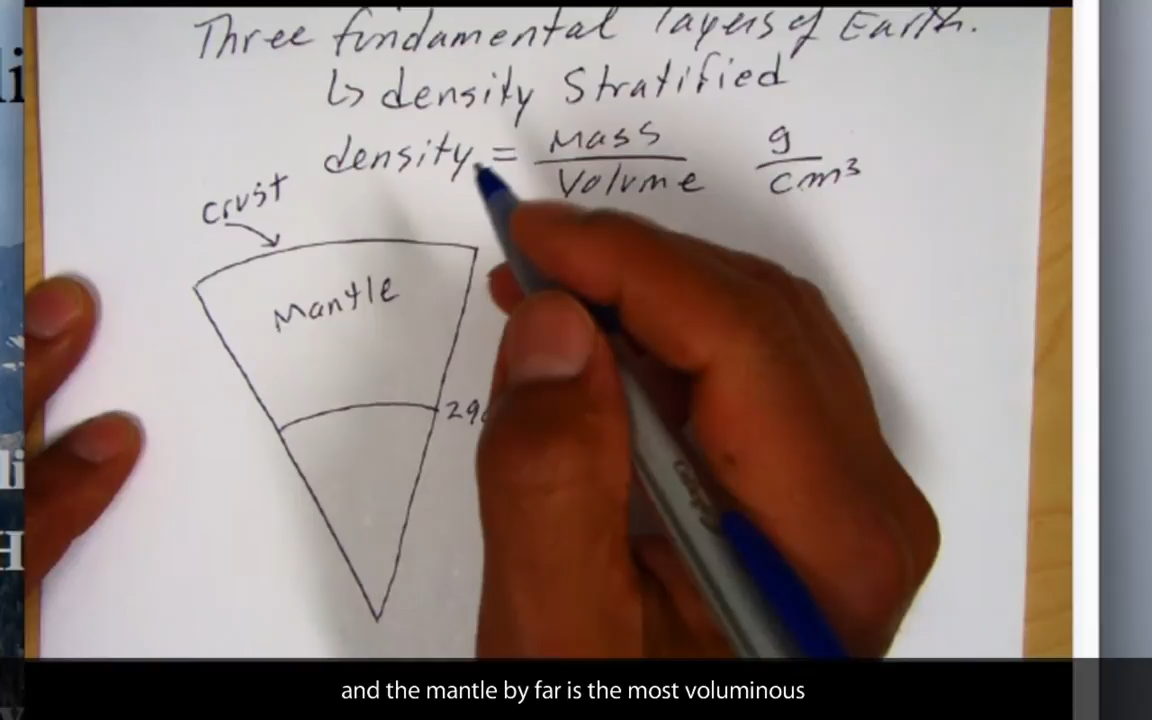 Three fundamental layers of Earth.
↳ density Stratified
density = Mass / Volume g / cm³
crust
Mantle
li
H
and the mantle by far is the most voluminous